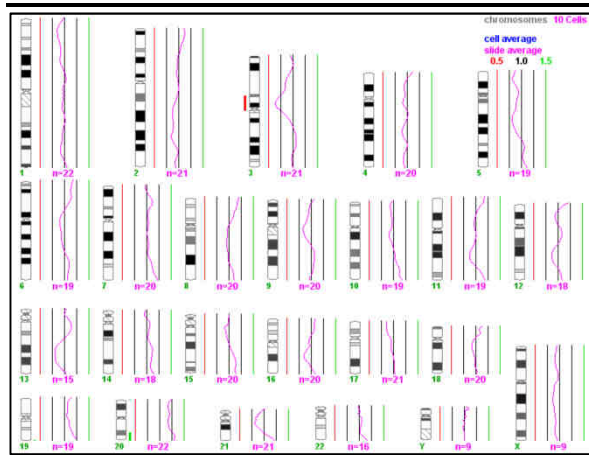 chromosomes 10 Cells
cell average
slide average
0.5 1.0 1.5
1 n=22 2 n=21 3 n=21 4 n=20 5 n=19
6 n=19 7 n=20 8 n=20 9 n=20 10 n=19 11 n=19 12 n=18
13 n=15 14 n=18 15 n=20 16 n=20 17 n=21 18 n=20
19 n=19 20 n=22 21 n=21 22 n=16 Y n=9 X n=9